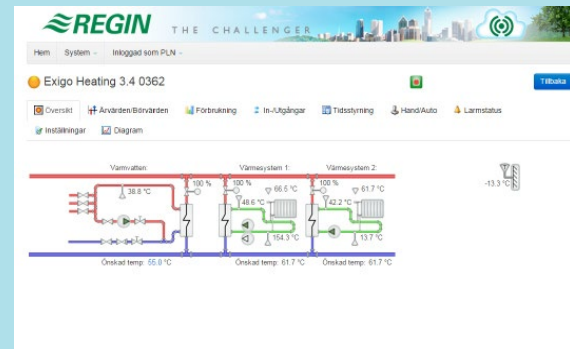 REGIN THE CHALLENGER
Hem System Inloggad som PLN
Exigo Heating 3.4 0362
Tillbaka
Översikt Ärvärden/Börvärden Förbrukning In-/Utgångar Tidsstyrning Hand/Auto Larmstatus
Inställningar Diagram
Varmvatten: Värmesystem 1: Värmesystem 2:
100 % 100 % 66.5 °C 100 % 61.7 °C
38.8 °C 48.6 °C 42.2 °C
-13.3 °C
154.3 °C 13.7 °C
Önskad temp: 55.8 °C Önskad temp: 61.7 °C Önskad temp: 61.7 °C